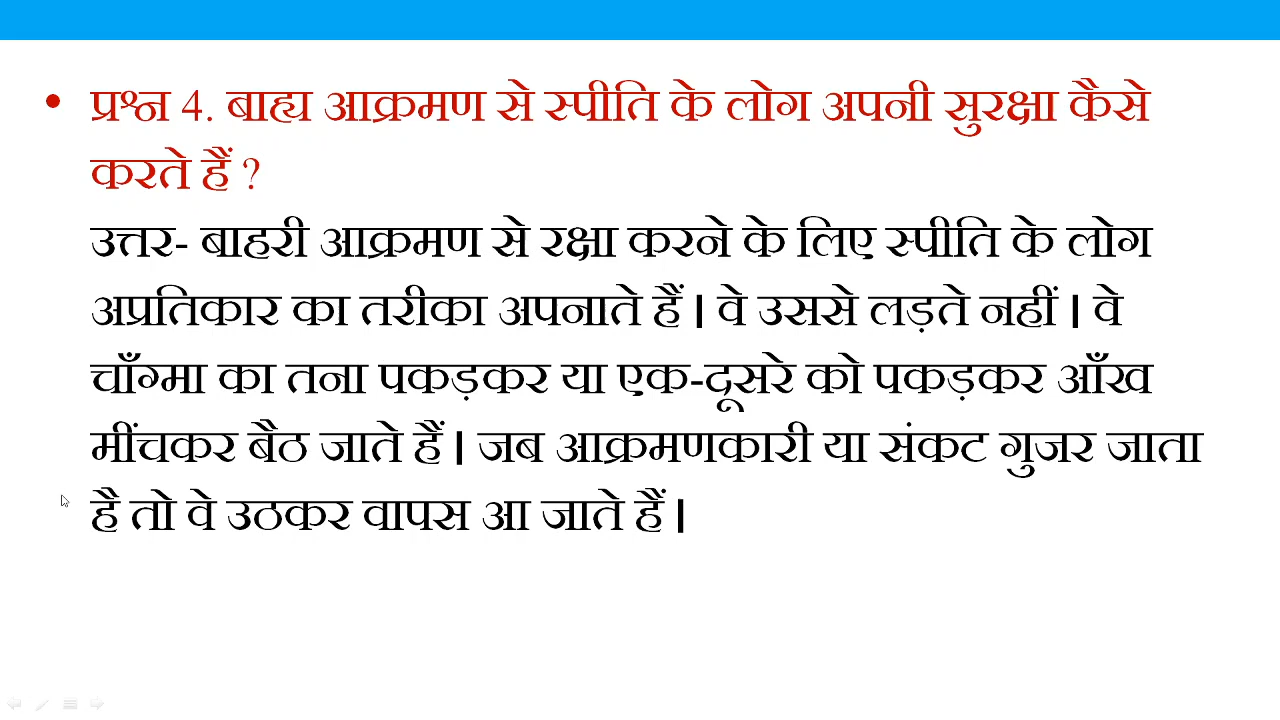 • प्रश्न 4. बाह्य आक्रमण से स्पीति के लोग अपनी सुरक्षा कैसे
करते हैं ?
उत्तर- बाहरी आक्रमण से रक्षा करने के लिए स्पीति के लोग
अप्रतिकार का तरीका अपनाते हैं। वे उससे लड़ते नहीं। वे
चाँग्मा का तना पकड़कर या एक-दूसरे को पकड़कर आँख
मींचकर बैठ जाते हैं। जब आक्रमणकारी या संकट गुजर जाता
है तो वे उठकर वापस आ जाते हैं।